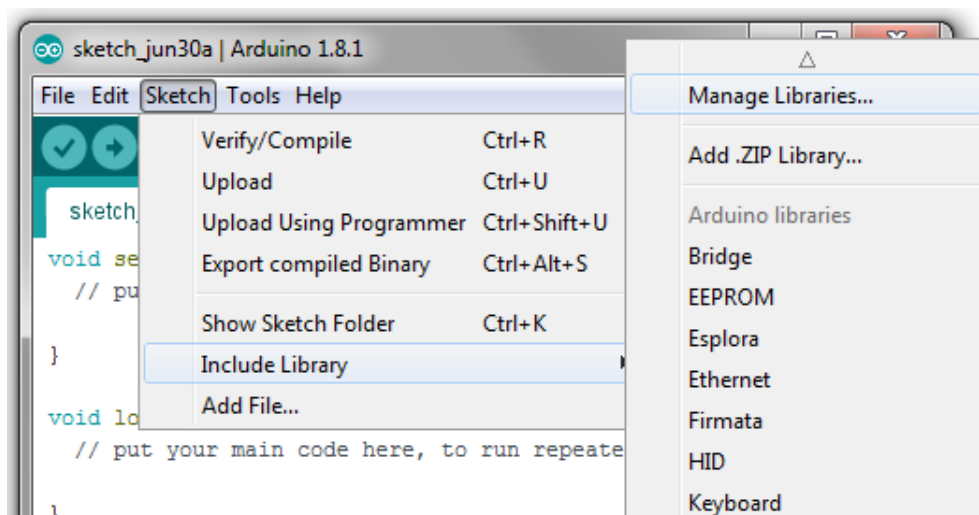 sketch_jun30a | Arduino 1.8.1
File Edit Sketch Tools Help
Verify/Compile Ctrl+R
Upload Ctrl+U
Upload Using Programmer Ctrl+Shift+U
Export compiled Binary Ctrl+Alt+S
Show Sketch Folder Ctrl+K
Include Library
Add File...
Manage Libraries...
Add .ZIP Library...
Arduino libraries
Bridge
EEPROM
Esplora
Ethernet
Firmata
HID
Keyboard
sketch_
void se
// pu
}
void lo
// put your main code here, to run repeate
}